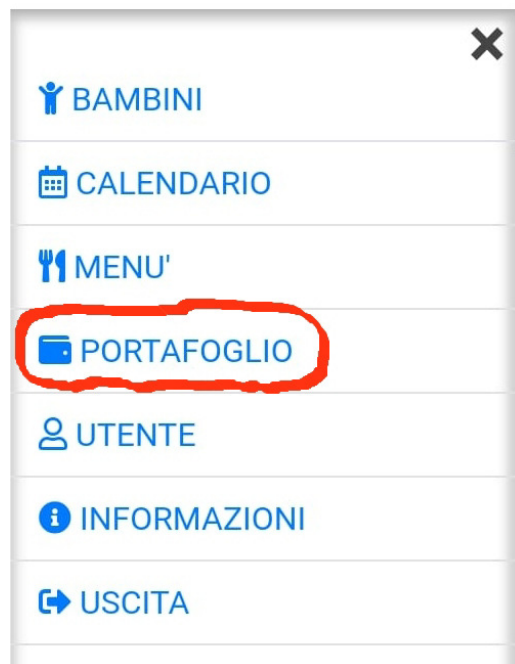 BAMBINI
CALENDARIO
MENU'
PORTAFOGLIO
UTENTE
INFORMAZIONI
USCITA